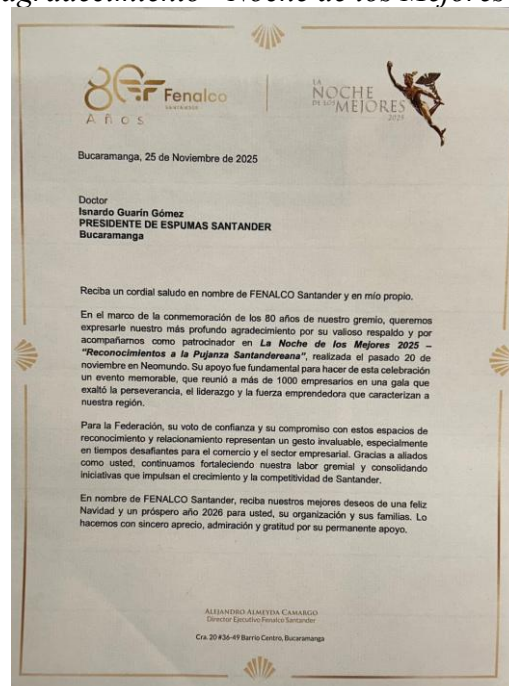 agradecimiento "Noche de los Mejores
80 Fenalco
SANTANDER
Años
LA
NOCHE
DE LOS MEJORES
2025
Bucaramanga, 25 de Noviembre de 2025
Doctor
Isnardo Guarín Gómez
PRESIDENTE DE ESPUMAS SANTANDER
Bucaramanga
Reciba un cordial saludo en nombre de FENALCO Santander y en mío propio.
En el marco de la conmemoración de los 80 años de nuestro gremio, queremos
expresarle nuestro más profundo agradecimiento por su valioso respaldo y por
acompañarnos como patrocinador en La Noche de los Mejores 2025 –
"Reconocimientos a la Pujanza Santandereana", realizada el pasado 20 de
noviembre en Neomundo. Su apoyo fue fundamental para hacer de esta celebración
un evento memorable, que reunió a más de 1000 empresarios en una gala que
exaltó la perseverancia, el liderazgo y la fuerza emprendedora que caracterizan a
nuestra región.
Para la Federación, su voto de confianza y su compromiso con estos espacios de
reconocimiento y relacionamiento representan un gesto invaluable, especialmente
en tiempos desafiantes para el comercio y el sector empresarial. Gracias a aliados
como usted, continuamos fortaleciendo nuestra labor gremial y consolidando
iniciativas que impulsan el crecimiento y la competitividad de Santander.
En nombre de FENALCO Santander, reciba nuestros mejores deseos de una feliz
Navidad y un próspero año 2026 para usted, su organización y sus familias. Lo
hacemos con sincero aprecio, admiración y gratitud por su permanente apoyo.
ALEJANDRO ALMEYDA CAMARGO
Director Ejecutivo Fenalco Santander
Cra. 20 #36-49 Barrio Centro, Bucaramanga